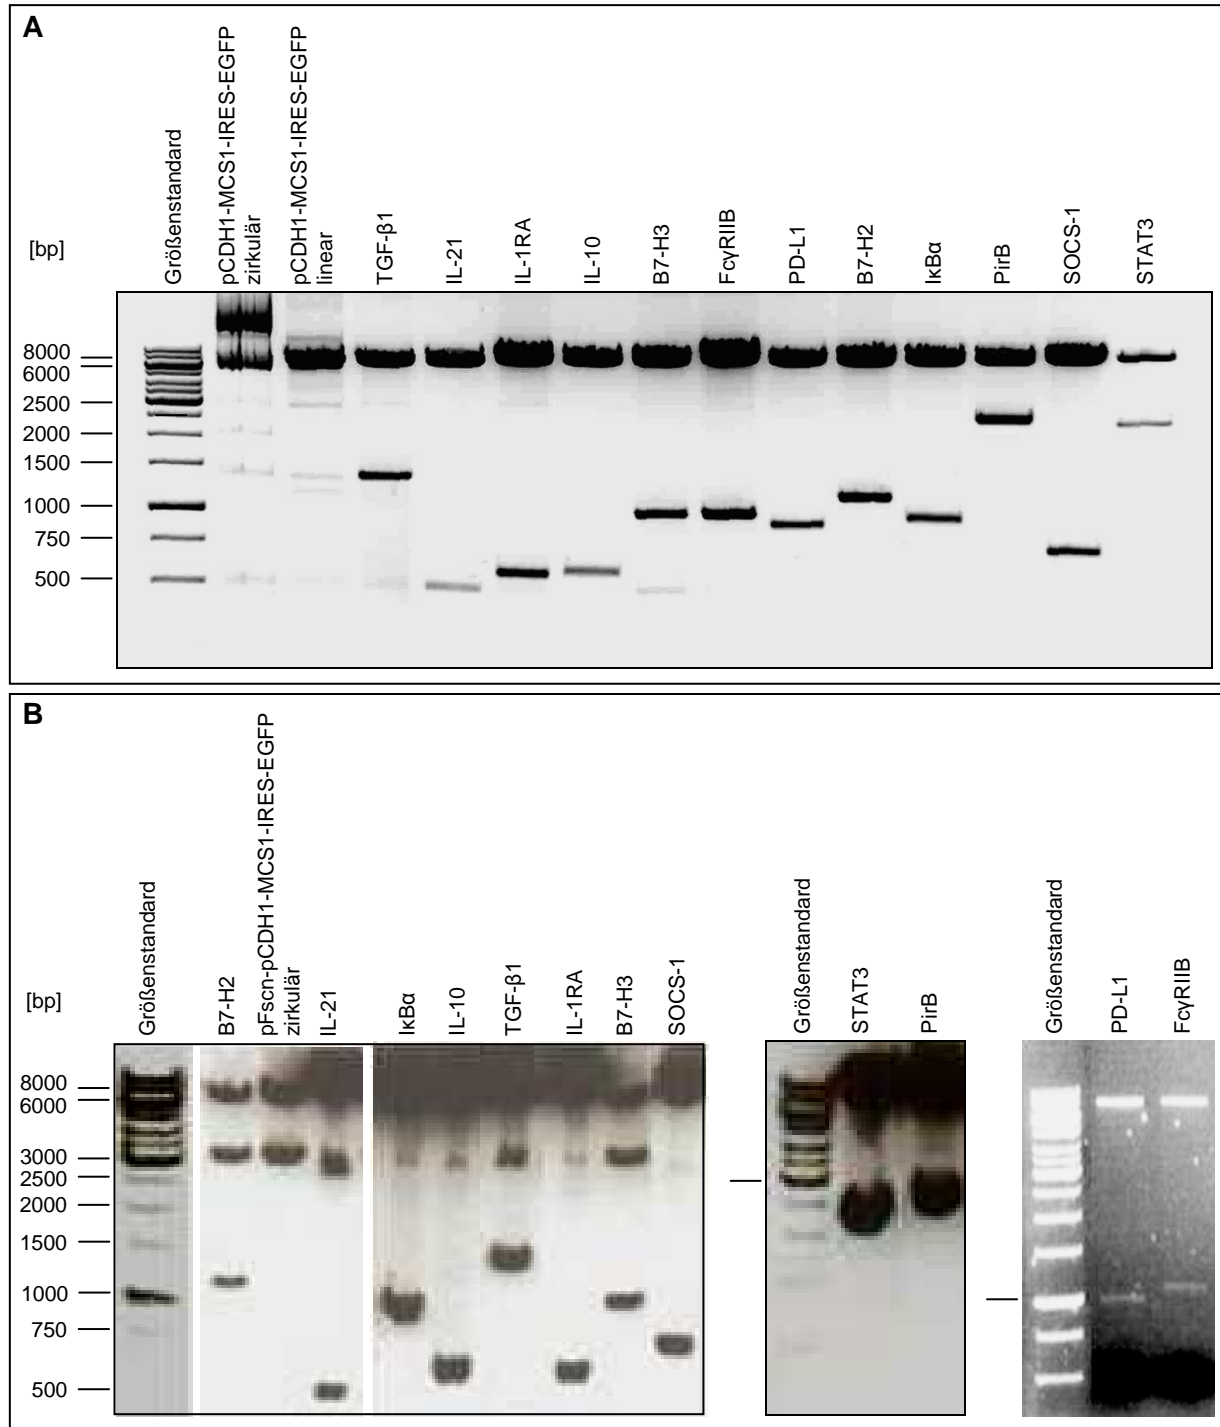 A
Größenstandard
pCDH1-MCS1-IRES-EGFP
zirkulär
pCDH1-MCS1-IRES-EGFP
linear
TGF-β1
IL-21
IL-1RA
IL-10
B7-H3
FcγRIIB
PD-L1
B7-H2
IκBα
PirB
SOCS-1
STAT3
[bp]
8000
6000
2500
2000
1500
1000
750
500
B
Größenstandard
B7-H2
pFscn-pCDH1-MCS1-IRES-EGFP
zirkulär
IL-21
IκBα
IL-10
TGF-β1
IL-1RA
B7-H3
SOCS-1
Größenstandard
STAT3
PirB
Größenstandard
PD-L1
FcγRIIB
[bp]
8000
6000
3000
2500
2000
1500
1000
750
500